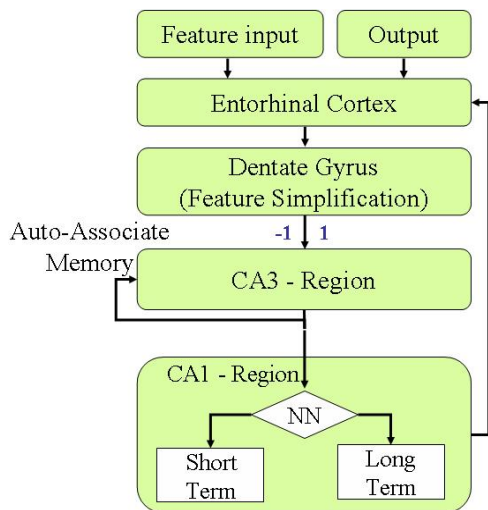 Feature input
Output
Entorhinal Cortex
Dentate Gyrus
(Feature Simplification)
Auto-Associate
Memory
-1 1
CA3 - Region
CA1 - Region
NN
Short
Term
Long
Term